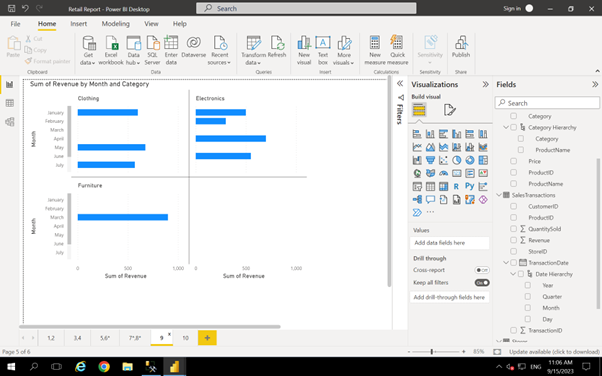 Retail Report - Power BI Desktop
Search
Sign in
File
Home
Insert
Modeling
View
Help
Paste
Cut
Copy
Format painter
Clipboard
Get data
Excel workbook
Data hub
SQL Server
Enter data
Dataverse
Recent sources
Data
Transform data
Refresh
Queries
New visual
Text box
More visuals
Insert
New measure
Quick measure
Calculations
Sensitivity
Sensitivity
Publish
Share
Sum of Revenue by Month and Category
Clothing
Electronics
Month
January
February
March
April
May
June
July
Furniture
Month
January
February
March
April
May
June
July
0
500
1,000
0
500
1,000
Sum of Revenue
Sum of Revenue
Filters
Visualizations
Build visual
Values
Add data fields here
Drill through
Cross-report
Off
Keep all filters
On
Add drill-through fields here
Fields
Search
Category
Category Hierarchy
Category
ProductName
Price
ProductID
ProductName
SalesTransactions
CustomerID
ProductID
QuantitySold
Revenue
StoreID
TransactionDate
Date Hierarchy
Year
Quarter
Month
Day
TransactionID
1,2
3,4
5,6*
7*,8*
9
10
Page 5 of 6
85%
Update available (click to download)
ENG
11:06 AM
9/15/2023